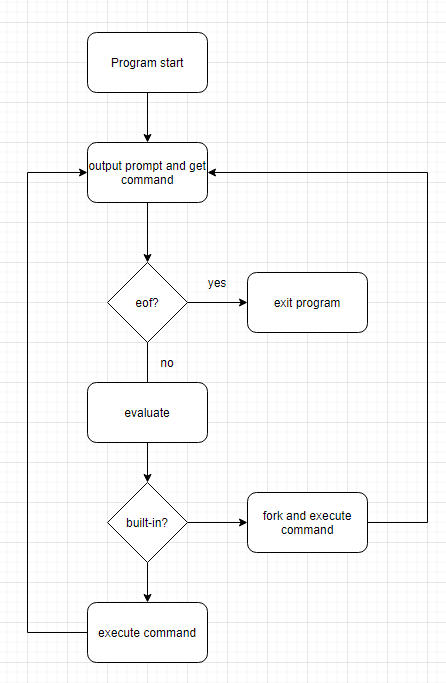 Program start
output prompt and get
command
eof?
yes
exit program
no
evaluate
built-in?
fork and execute
command
execute command